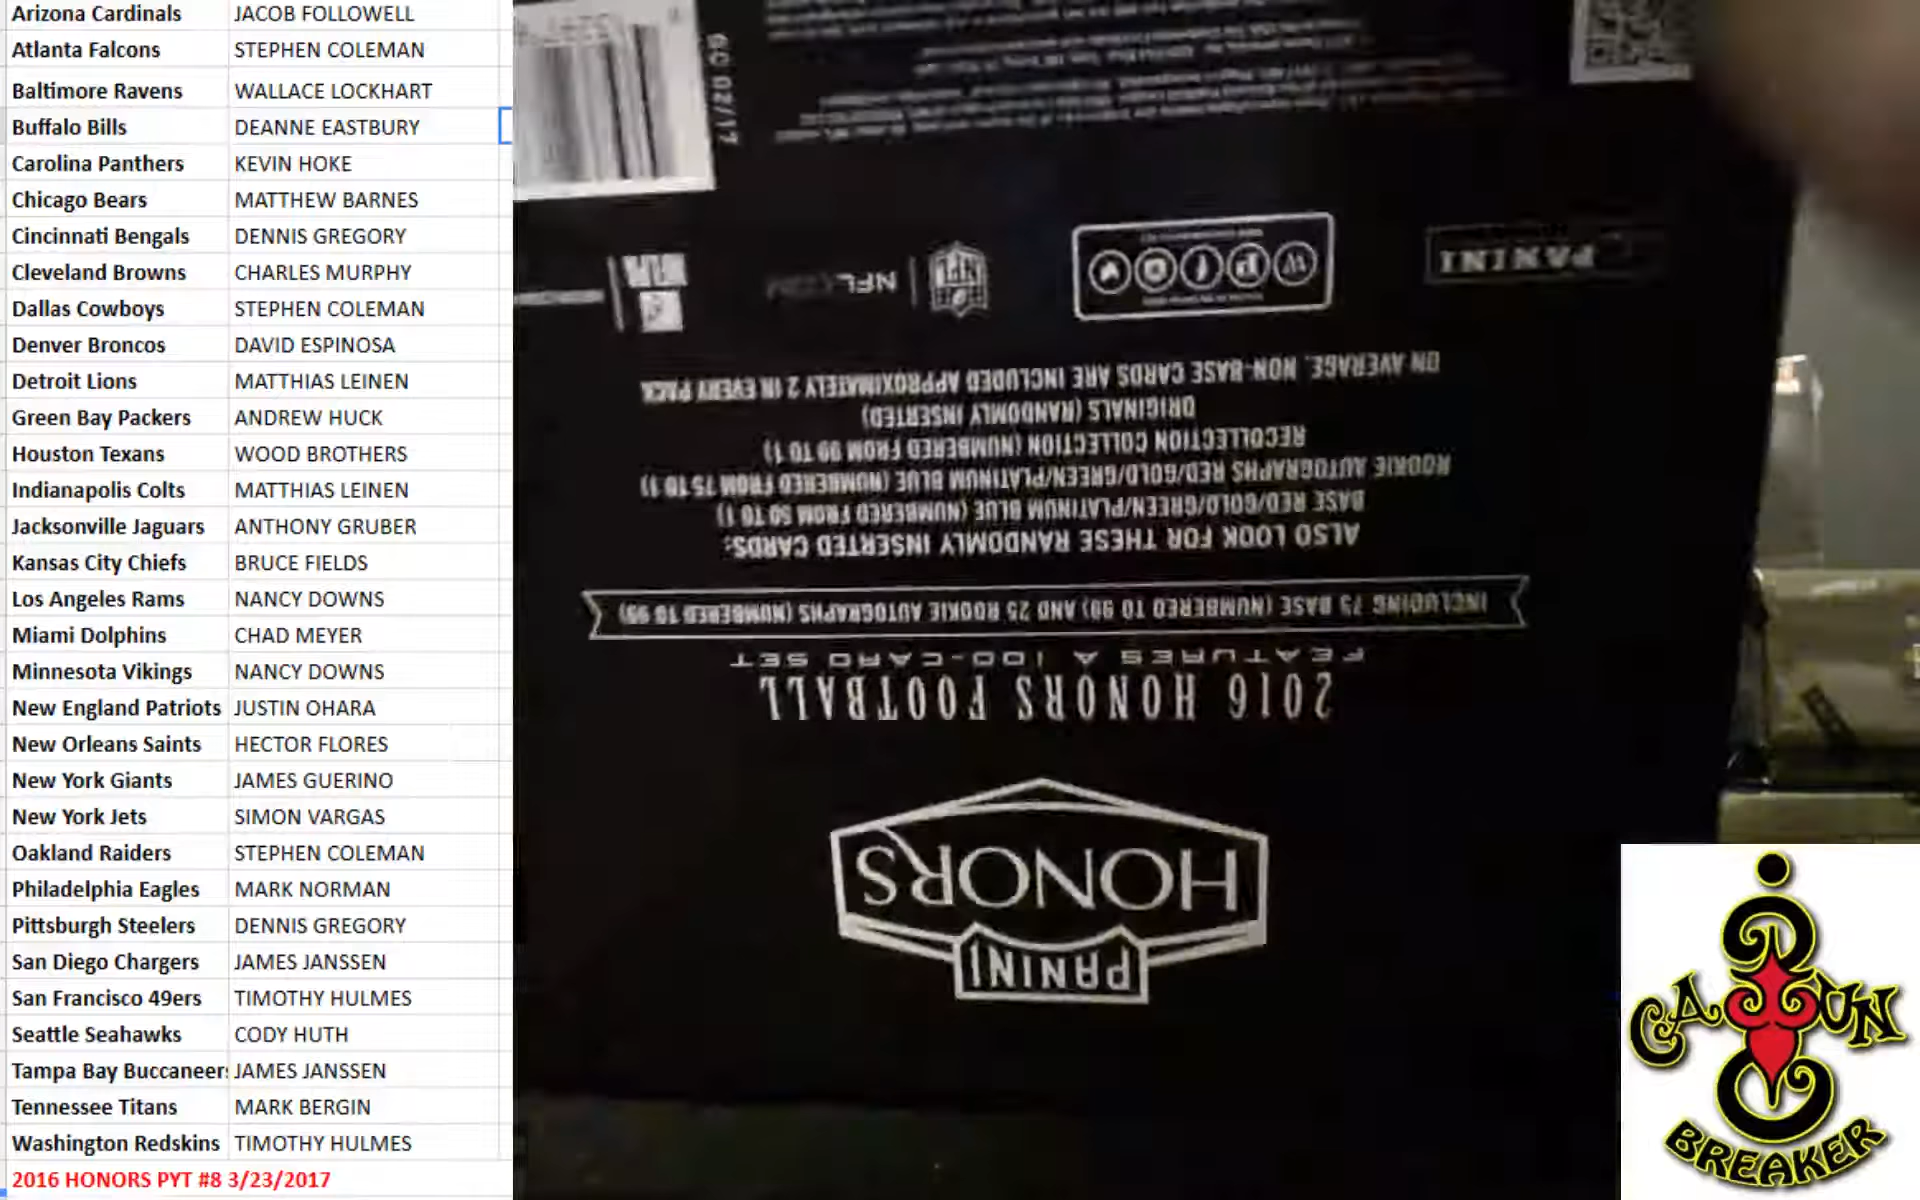 Arizona Cardinals JACOB FOLLOWELL
Atlanta Falcons STEPHEN COLEMAN
Baltimore Ravens WALLACE LOCKHART
Buffalo Bills DEANNE EASTBURY
Carolina Panthers KEVIN HOKE
Chicago Bears MATTHEW BARNES
Cincinnati Bengals DENNIS GREGORY
Cleveland Browns CHARLES MURPHY
Dallas Cowboys STEPHEN COLEMAN
Denver Broncos DAVID ESPINOSA
Detroit Lions MATTHIAS LEINEN
Green Bay Packers ANDREW HUCK
Houston Texans WOOD BROTHERS
Indianapolis Colts MATTHIAS LEINEN
Jacksonville Jaguars ANTHONY GRUBER
Kansas City Chiefs BRUCE FIELDS
Los Angeles Rams NANCY DOWNS
Miami Dolphins CHAD MEYER
Minnesota Vikings NANCY DOWNS
New England Patriots JUSTIN OHARA
New Orleans Saints HECTOR FLORES
New York Giants JAMES GUERINO
New York Jets SIMON VARGAS
Oakland Raiders STEPHEN COLEMAN
Philadelphia Eagles MARK NORMAN
Pittsburgh Steelers DENNIS GREGORY
San Diego Chargers JAMES JANSSEN
San Francisco 49ers TIMOTHY HULMES
Seattle Seahawks CODY HUTH
Tampa Bay Buccaneers JAMES JANSSEN
Tennessee Titans MARK BERGIN
Washington Redskins TIMOTHY HULMES
2016 HONORS PYT #8 3/23/2017
PANINI
HONORS
2016 HONORS FOOTBALL
FEATURES A 100-CARD SET
INCLUDING 75 BASE (NUMBERED TO 99) AND 25 ROOKIE AUTOGRAPHS (NUMBERED TO 99)
ALSO LOOK FOR THESE RANDOMLY INSERTED CARDS:
BASE RED/GOLD/GREEN/PLATINUM BLUE (NUMBERED FROM 50 TO 1)
ROOKIE AUTOGRAPHS RED/GOLD/GREEN/PLATINUM BLUE (NUMBERED FROM 75 TO 1)
RECOLLECTION COLLECTION (NUMBERED FROM 99 TO 1)
ORIGINALS (RANDOMLY INSERTED)
ON AVERAGE, NON-BASE CARDS ARE INCLUDED APPROXIMATELY 2 IN EVERY PACK
PANINI
NFL
NFL.COM
GC 02/17
CAJUN
BREAKER